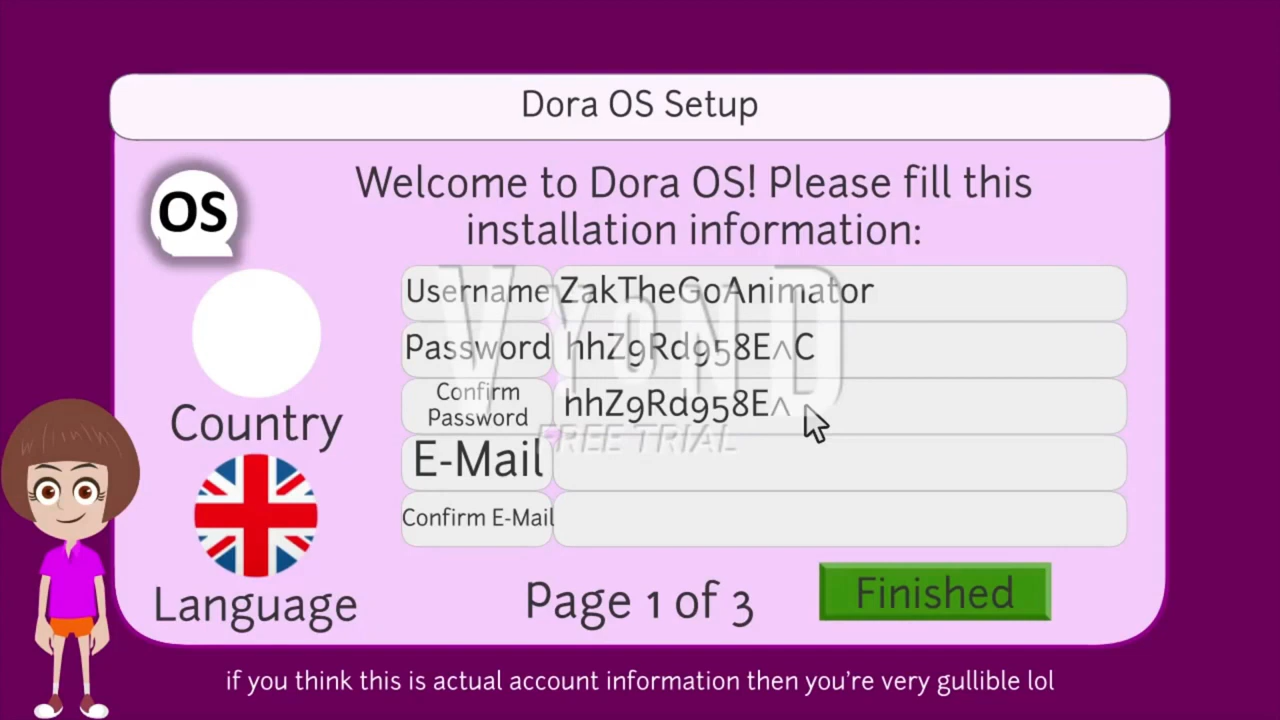 Dora OS Setup
OS
Welcome to Dora OS! Please fill this
installation information:
Username ZakTheGoAnimator
Password hhZ9Rd958E^C
Confirm
Password
hhZ9Rd958E^
E-Mail
Confirm E-Mail
VYOND
FREE TRIAL
Country
Language
Page 1 of 3
Finished
if you think this is actual account information then you're very gullible lol